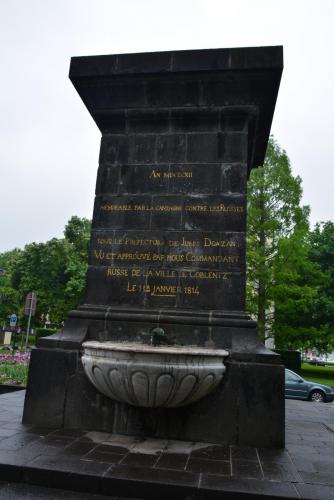 AN MDCCCXII
MEMORABLE PAR LA CAMPAGNE CONTRE LES RUSSES
SOUS LE PREFECTURAT DE JULES DOAZAN
VU ET APPROUVÉ PAR NOUS COMMANDANT
RUSSE DE LA VILLE DE COBLENTZ
LE 1ER JANVIER 1814